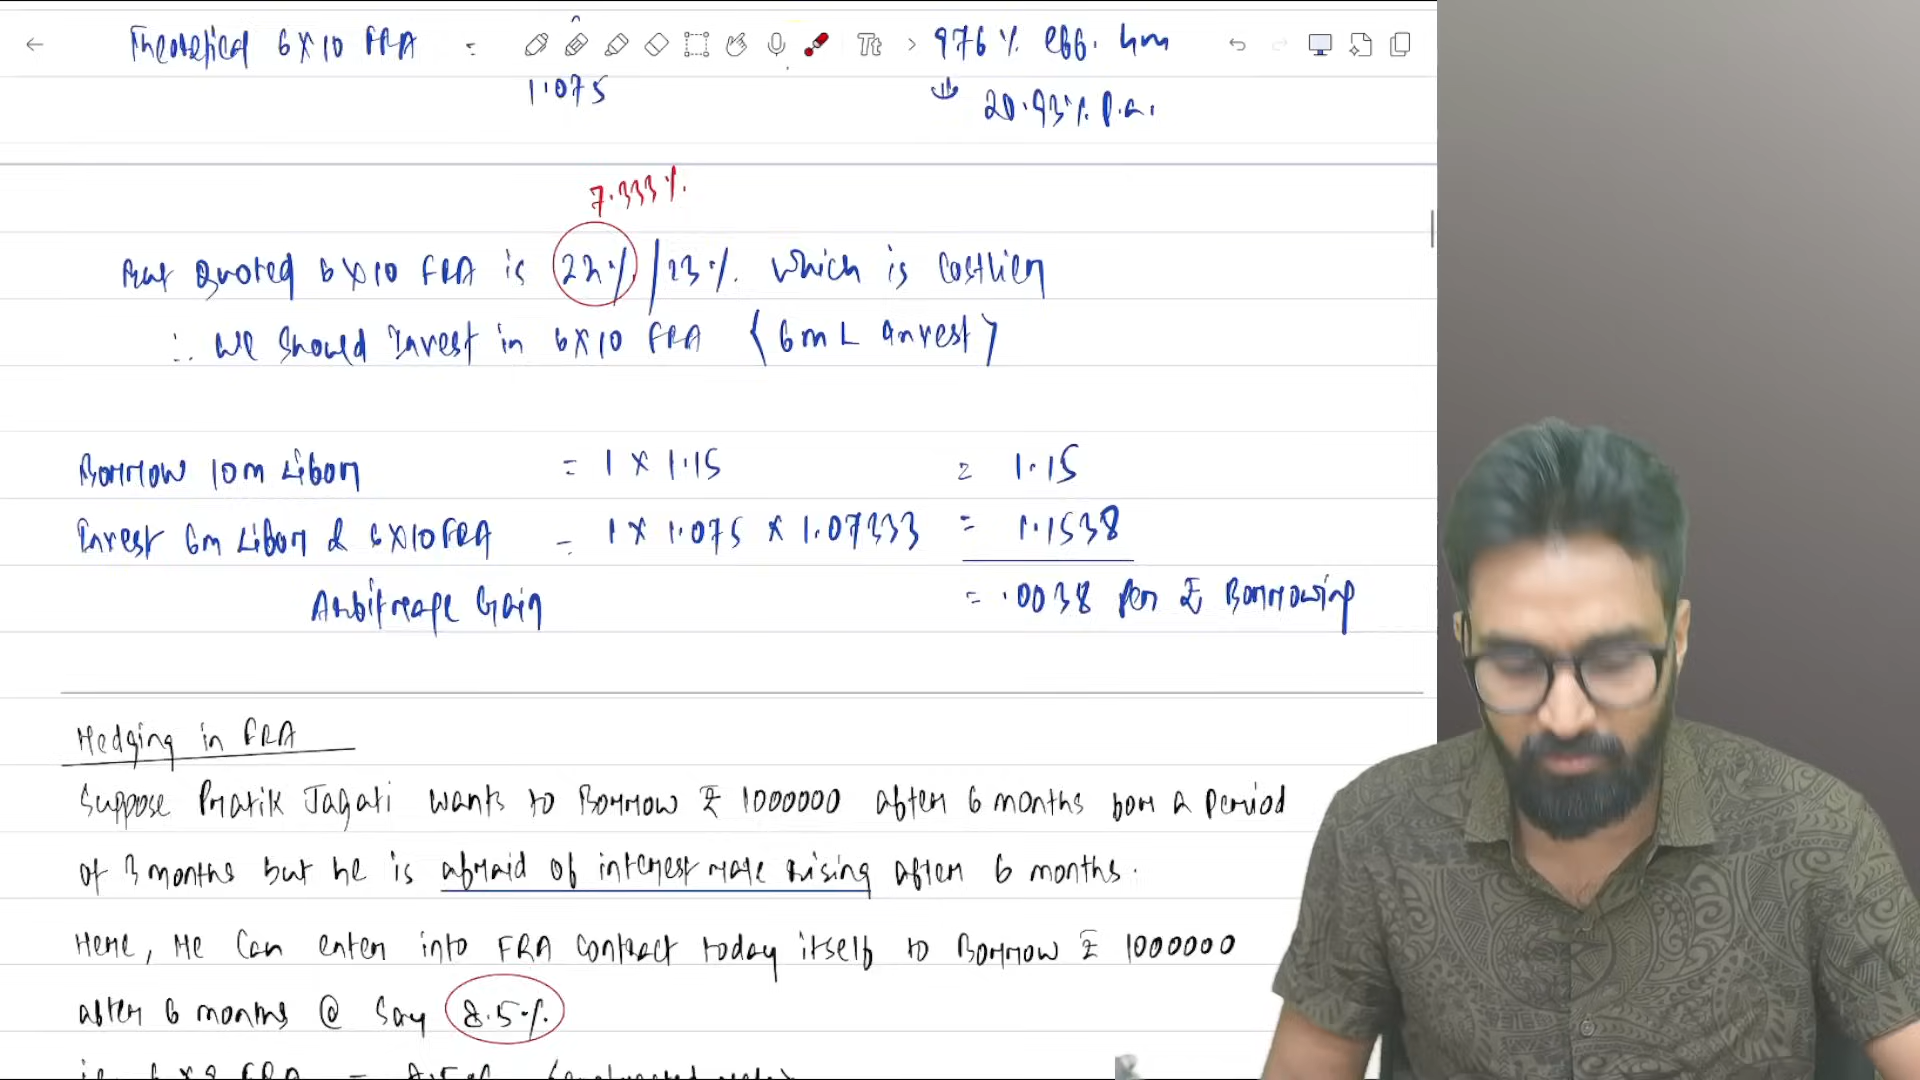 Theoretical 6X10 FRA =
976% eff. 4m
1.075
20.93% p.a.
7.333%
But Quoted 6X10 FRA is 22%/23%. Which is Costlier
∴ We Should Invest in 6X10 FRA (6m L Invest)
Borrow 10m Libor = 1 X 1.15 = 1.15
Invest 6m Libor & 6X10FRA = 1 X 1.075 X 1.07333 = 1.1538
Arbitrage Gain = .0038 per ₹ Borrowing
Hedging in FRA
Suppose Pratik Jagati wants to Borrow ₹ 1000000 after 6 months for a Period
of 3 months but he is afraid of interest rate rising after 6 months.
Here, He Can enter into FRA Contract today itself to Borrow ₹ 1000000
after 6 months @ Say 8.5%.